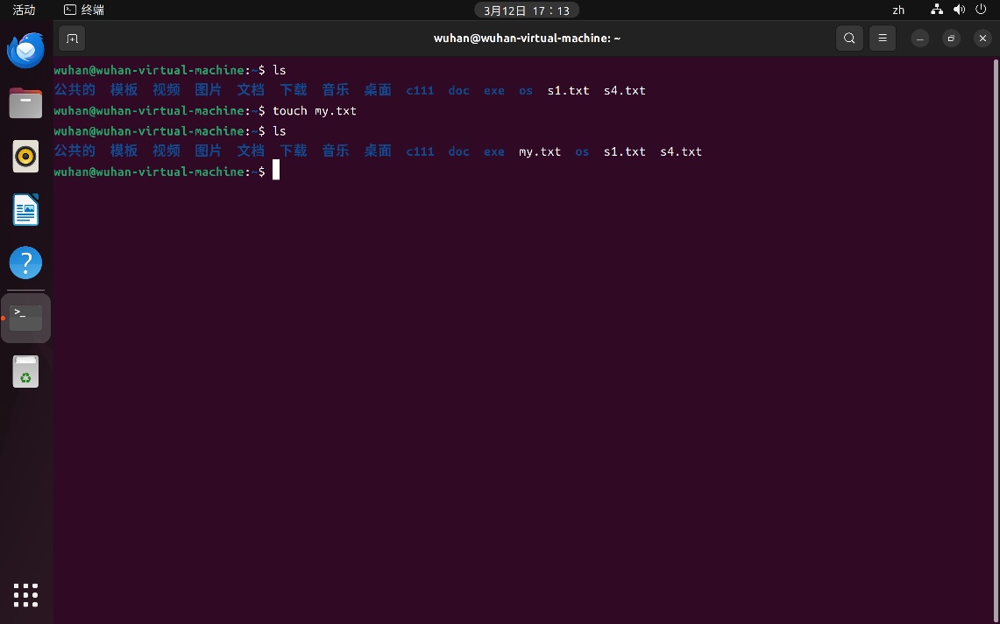 活动 终端 3月12日 17：13 zh
wuhan@wuhan-virtual-machine: ~
wuhan@wuhan-virtual-machine:~$ ls
公共的 模板 视频 图片 文档 下载 音乐 桌面 c111 doc exe os s1.txt s4.txt
wuhan@wuhan-virtual-machine:~$ touch my.txt
wuhan@wuhan-virtual-machine:~$ ls
公共的 模板 视频 图片 文档 下载 音乐 桌面 c111 doc exe my.txt os s1.txt s4.txt
wuhan@wuhan-virtual-machine:~$